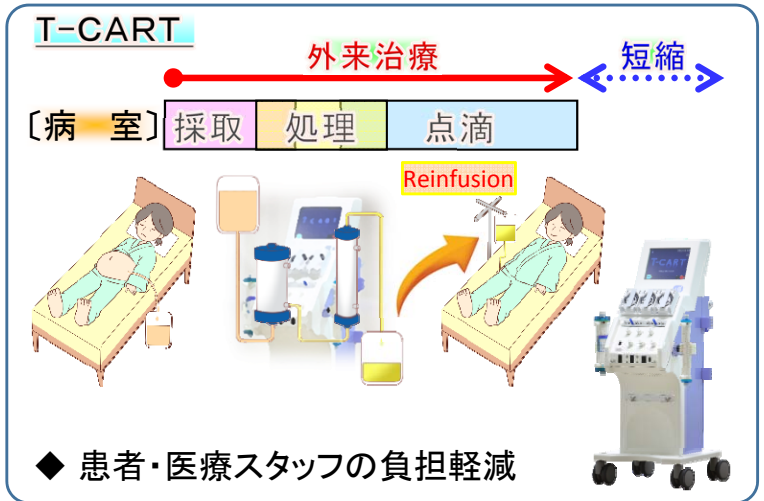 T-CART
外来治療
短縮
〔病 室〕
採取
処理
点滴
Reinfusion
T-CART
◆ 患者・医療スタッフの負担軽減